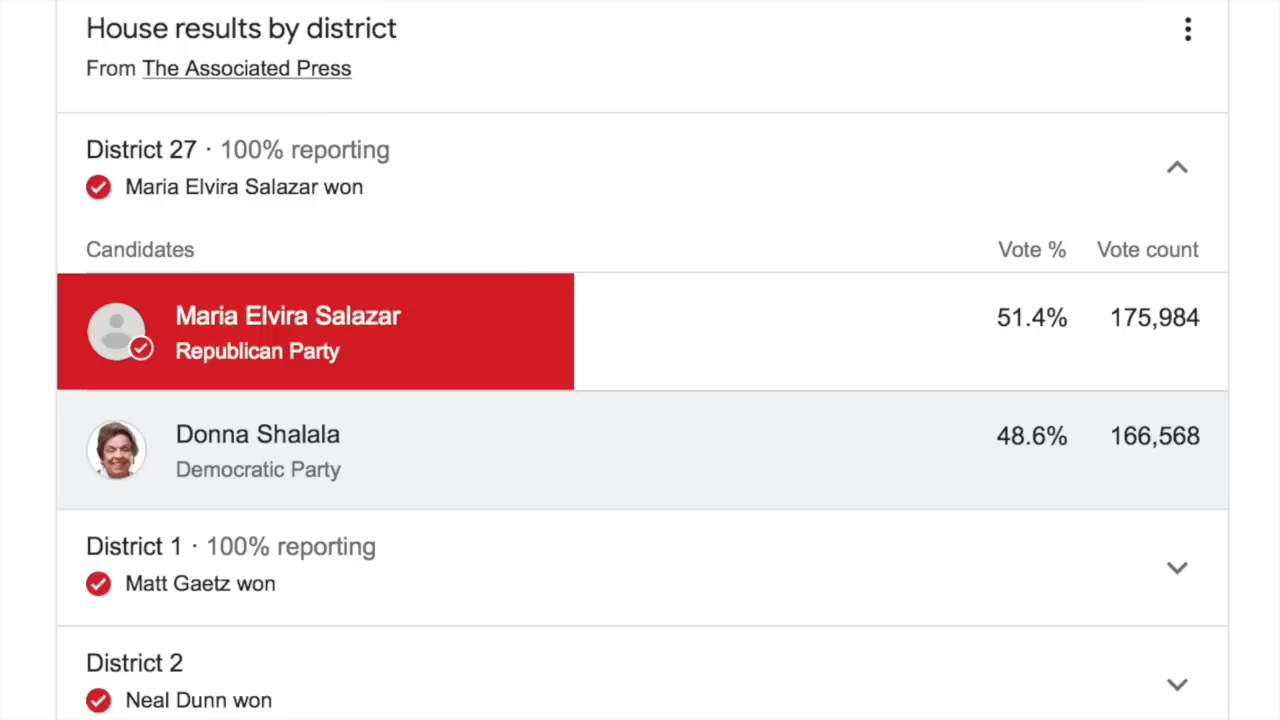 House results by district
From The Associated Press
District 27 · 100% reporting
Maria Elvira Salazar won
Candidates Vote % Vote count
Maria Elvira Salazar 51.4% 175,984
Republican Party
Donna Shalala 48.6% 166,568
Democratic Party
District 1 · 100% reporting
Matt Gaetz won
District 2
Neal Dunn won